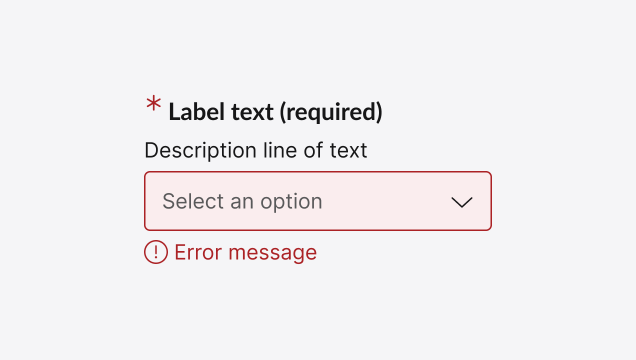 * Label text (required)
Description line of text
Select an option
Error message